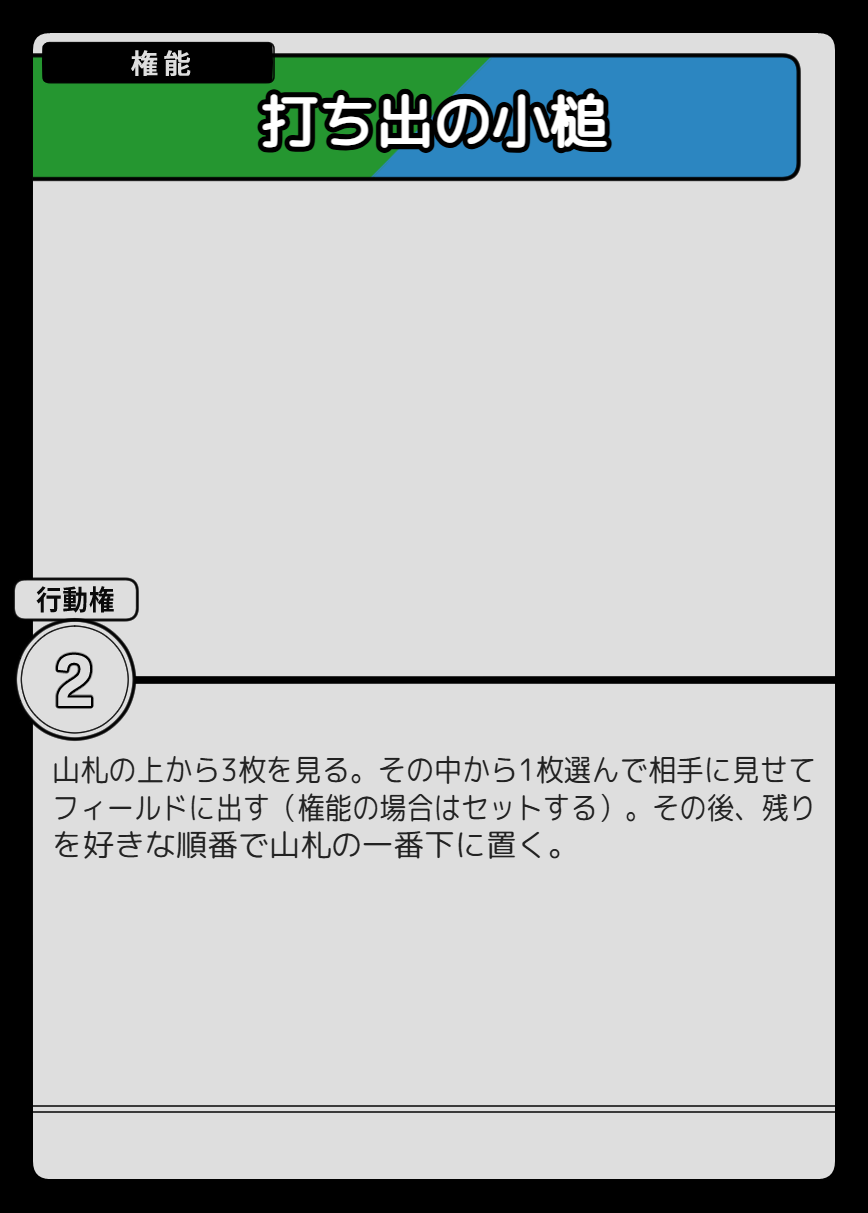 権能
打ち出の小槌
行動権
2
山札の上から3枚を見る。その中から1枚選んで相手に見せて
フィールドに出す（権能の場合はセットする）。その後、残り
を好きな順番で山札の一番下に置く。